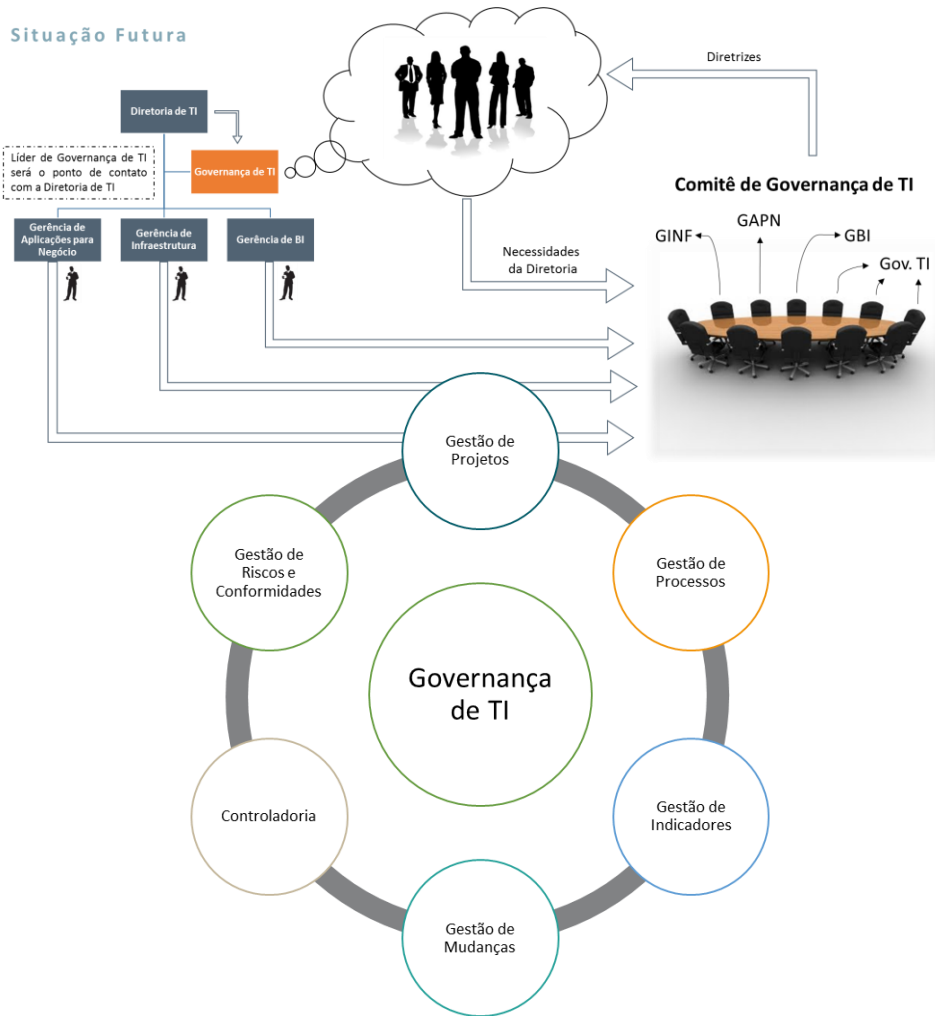 Situação Futura
Diretrizes
Diretoria de TI
Líder de Governança de TI
será o ponto de contato
com a Diretoria de TI
Governança de TI
Comitê de Governança de TI
Gerência de
Aplicações para
Negócio
Gerência de
Infraestrutura
Gerência de BI
Necessidades
da Diretoria
GINF
GAPN
GBI
Gov. TI
Gestão de
Projetos
Gestão de
Riscos e
Conformidades
Gestão de
Processos
Governança
de TI
Controladoria
Gestão de
Indicadores
Gestão de
Mudanças